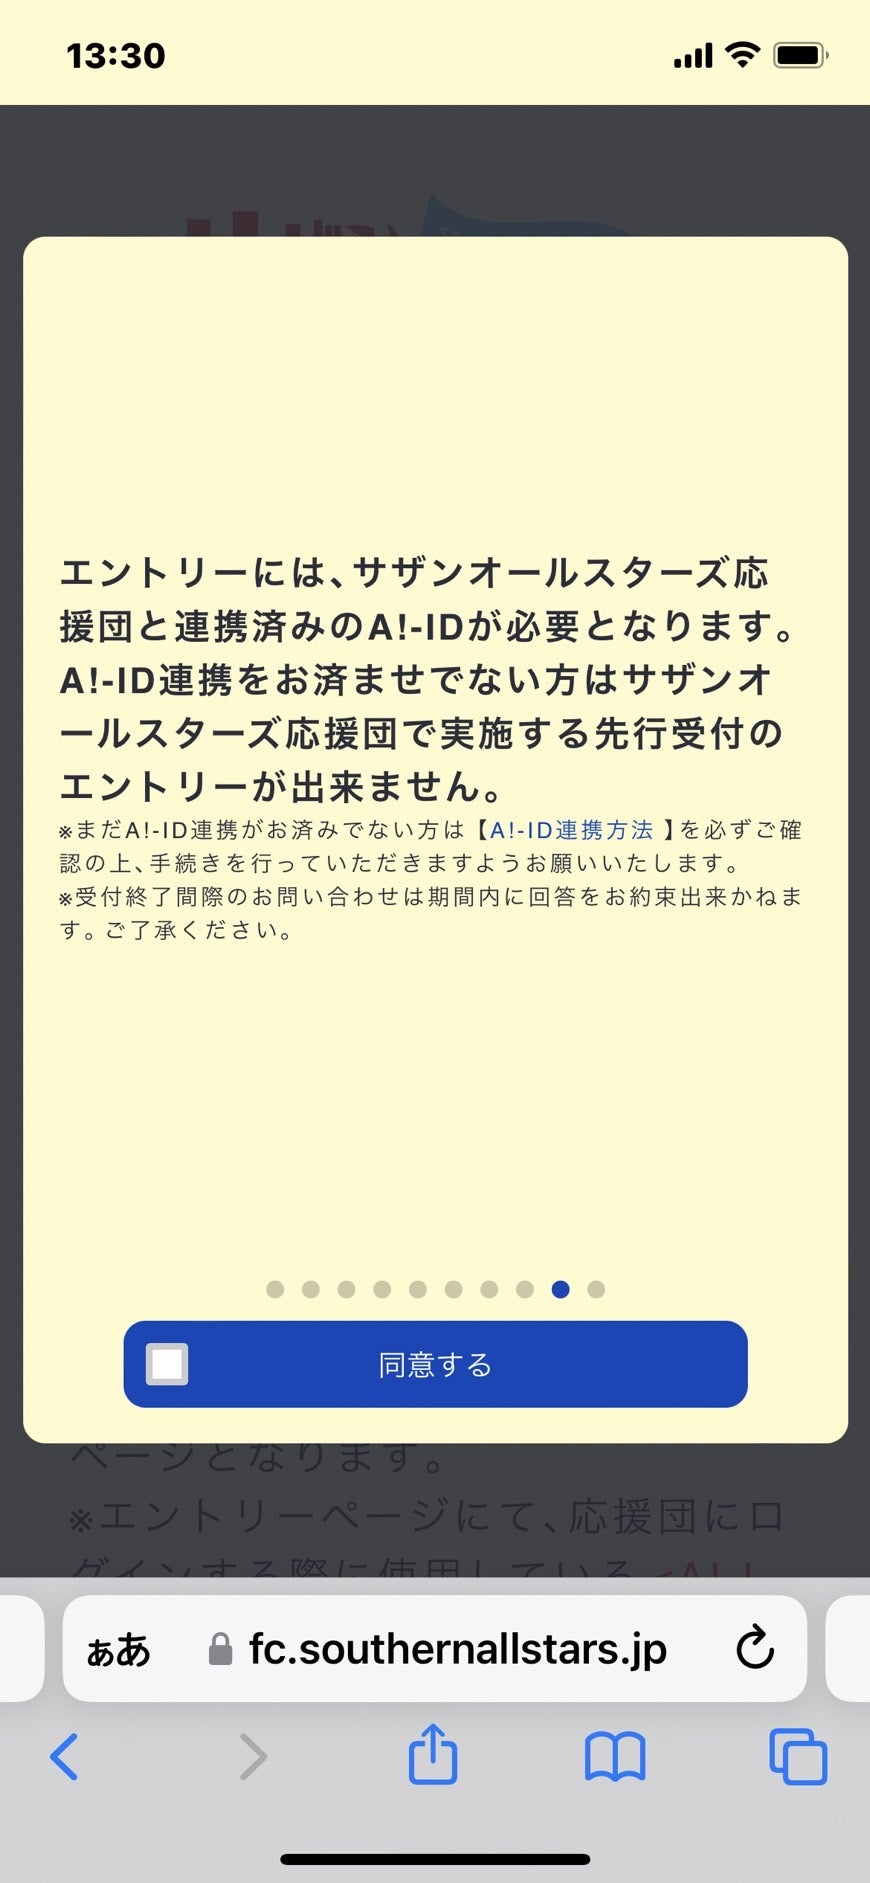 13:30
エントリーには、サザンオールスターズ応
援団と連携済みのA!-IDが必要となります。
A!-ID連携をお済ませでない方はサザンオ
ールスターズ応援団で実施する先行受付の
エントリーが出来ません。
※まだA!-ID連携がお済みでない方は【A!-ID連携方法 】を必ずご確
認の上、手続きを行っていただきますようお願いいたします。
※受付終了間際のお問い合わせは期間内に回答をお約束出来かねま
す。ご了承ください。
同意する
ページとなります。
※エントリーページにて、応援団にロ
グインする際に使用している
ぁあ fc.southernallstars.jp